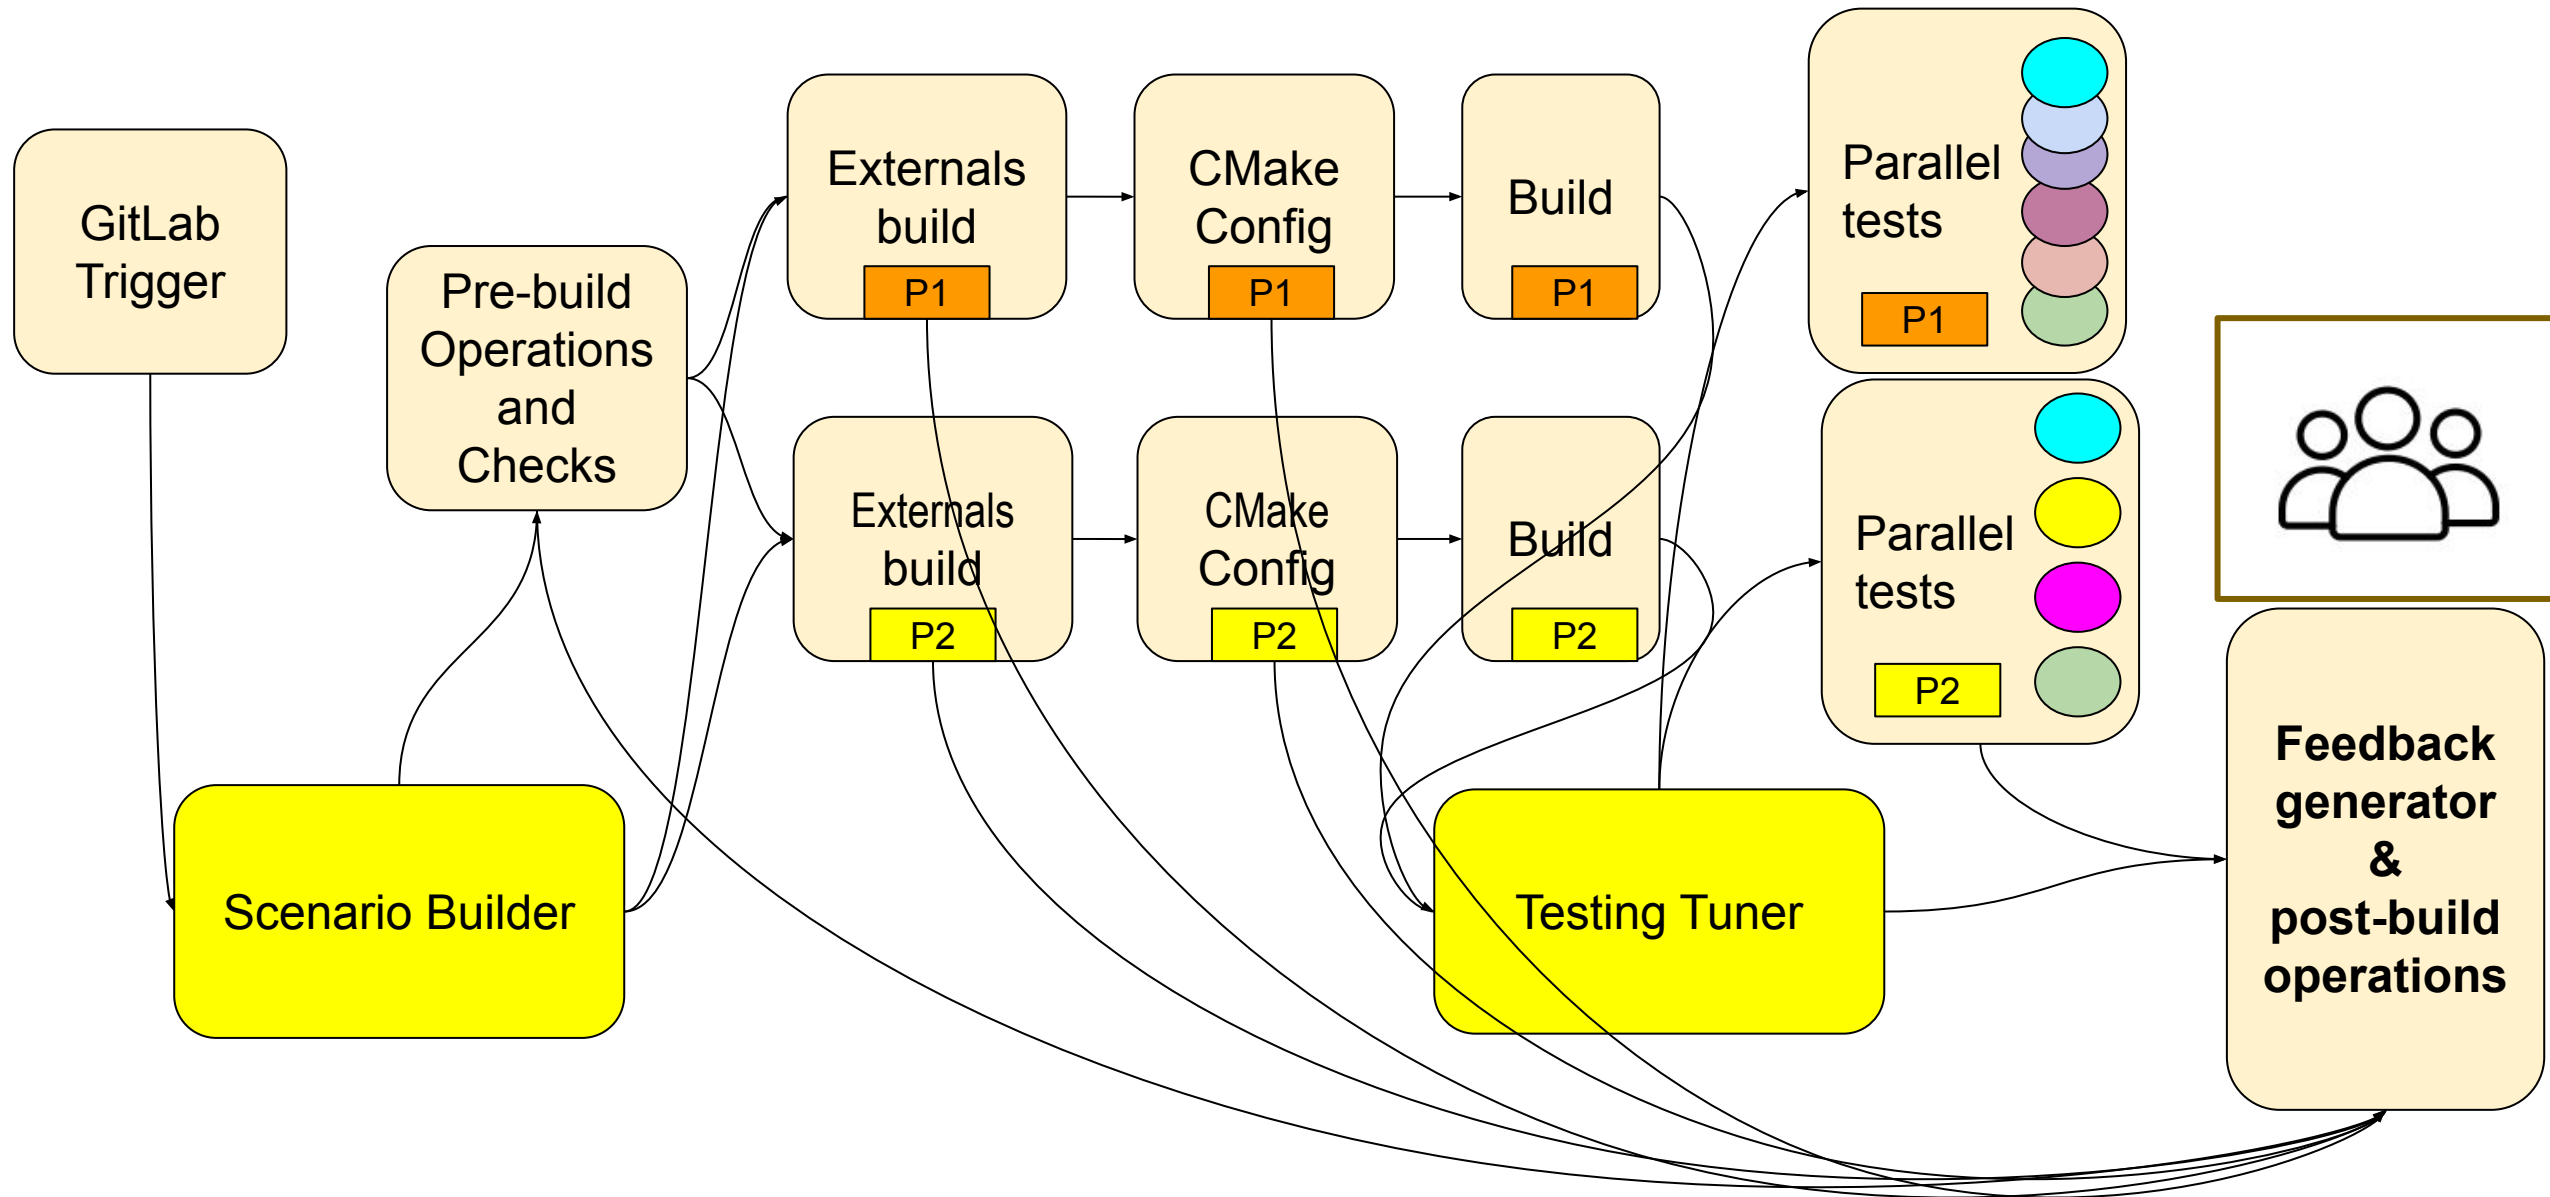 GitLab
Trigger
Pre-build
Operations
and
Checks
Externals
build
P1
CMake
Config
P1
Build
P1
Parallel
tests
P1
Externals
build
P2
CMake
Config
P2
Build
P2
Parallel
tests
P2
Scenario Builder
Testing Tuner
Feedback
generator
&
post-build
operations